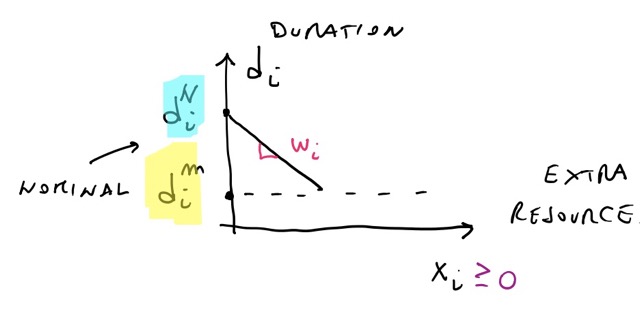 DURATION
d_i
d_i^N
w_i
NOMINAL
d_i^m
EXTRA
RESOURCE
x_i ≥ 0